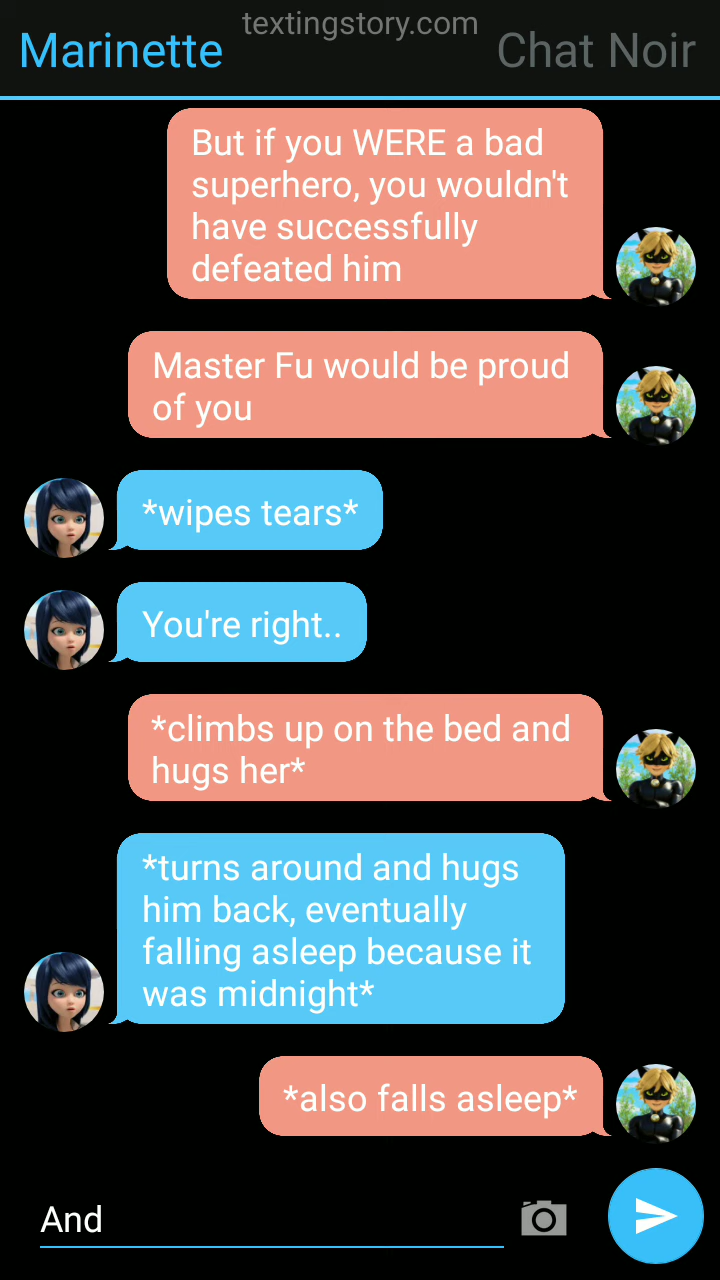 textingstory.com
Marinette
Chat Noir
But if you WERE a bad
superhero, you wouldn't
have successfully
defeated him
Master Fu would be proud
of you
*wipes tears*
You're right..
*climbs up on the bed and
hugs her*
*turns around and hugs
him back, eventually
falling asleep because it
was midnight*
*also falls asleep*
And